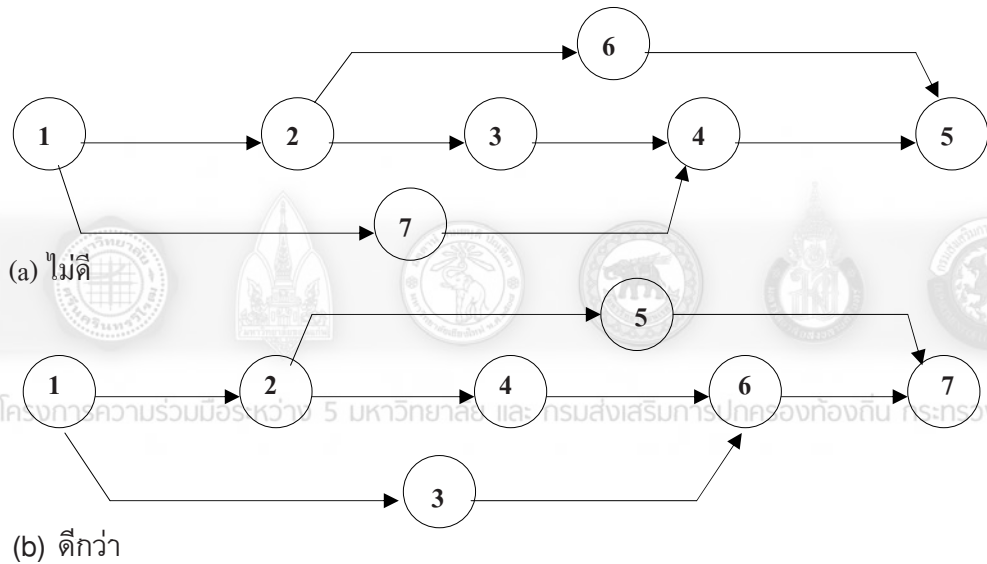 6
1 2 3 4 5
7
(a) ไม่ดี
5
1 2 4 6 7
โครงการความร่วมมือระหว่าง 5 มหาวิทยาลัย และ กรมส่งเสริมการปกครองท้องถิ่น กระทรวง
3
(b) ดีกว่า